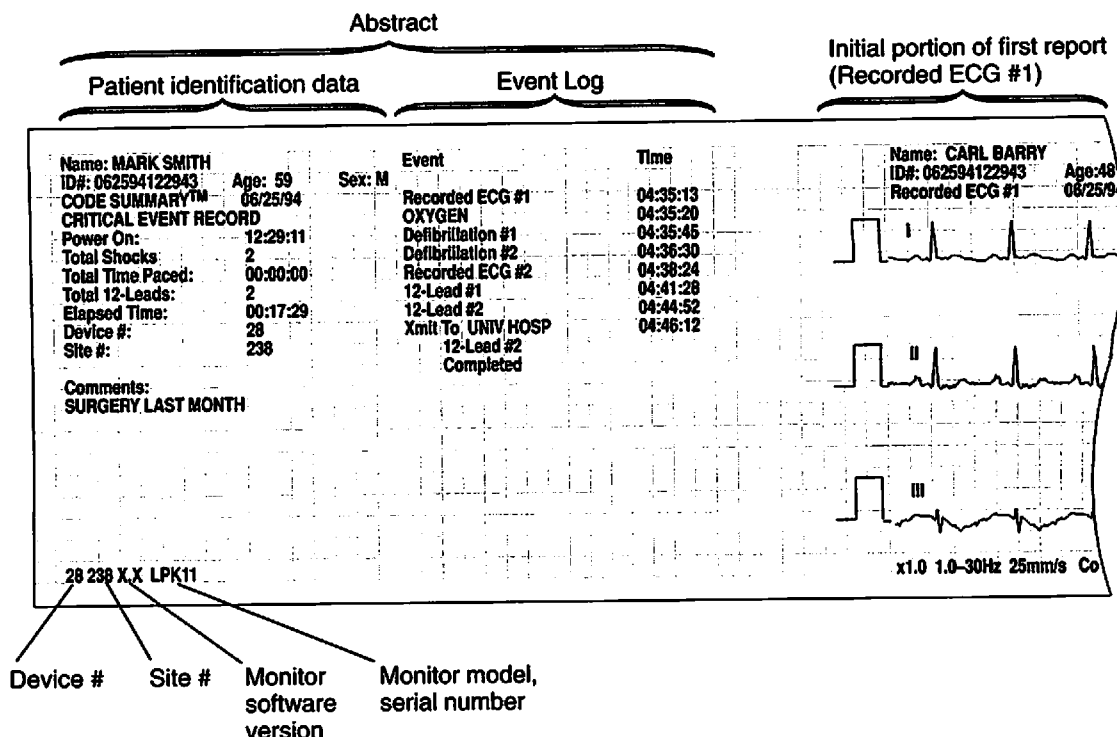 Abstract
Patient identification data
Event Log
Initial portion of first report
(Recorded ECG #1)
Name: MARK SMITH
ID#: 062594122943 Age: 59 Sex: M
CODE SUMMARY™ 06/25/94
CRITICAL EVENT RECORD
Power On: 12:29:11
Total Shocks 2
Total Time Paced: 00:00:00
Total 12-Leads: 2
Elapsed Time: 00:17:29
Device #: 28
Site #: 238
Comments:
SURGERY LAST MONTH
Event Time
Recorded ECG #1 04:35:13
OXYGEN 04:35:20
Defibrillation #1 04:35:45
Defibrillation #2 04:36:30
Recorded ECG #2 04:38:24
12-Lead #1 04:41:28
12-Lead #2 04:44:52
Xmit To UNIV HOSP 04:46:12
12-Lead #2
Completed
Name: CARL BARRY
ID#: 062594122943 Age:48
Recorded ECG #1 06/25/94
I
II
III
x1.0 1.0–30Hz 25mm/s Co
28 238 X.X LPK11
Device #
Site #
Monitor
software
version
Monitor model,
serial number